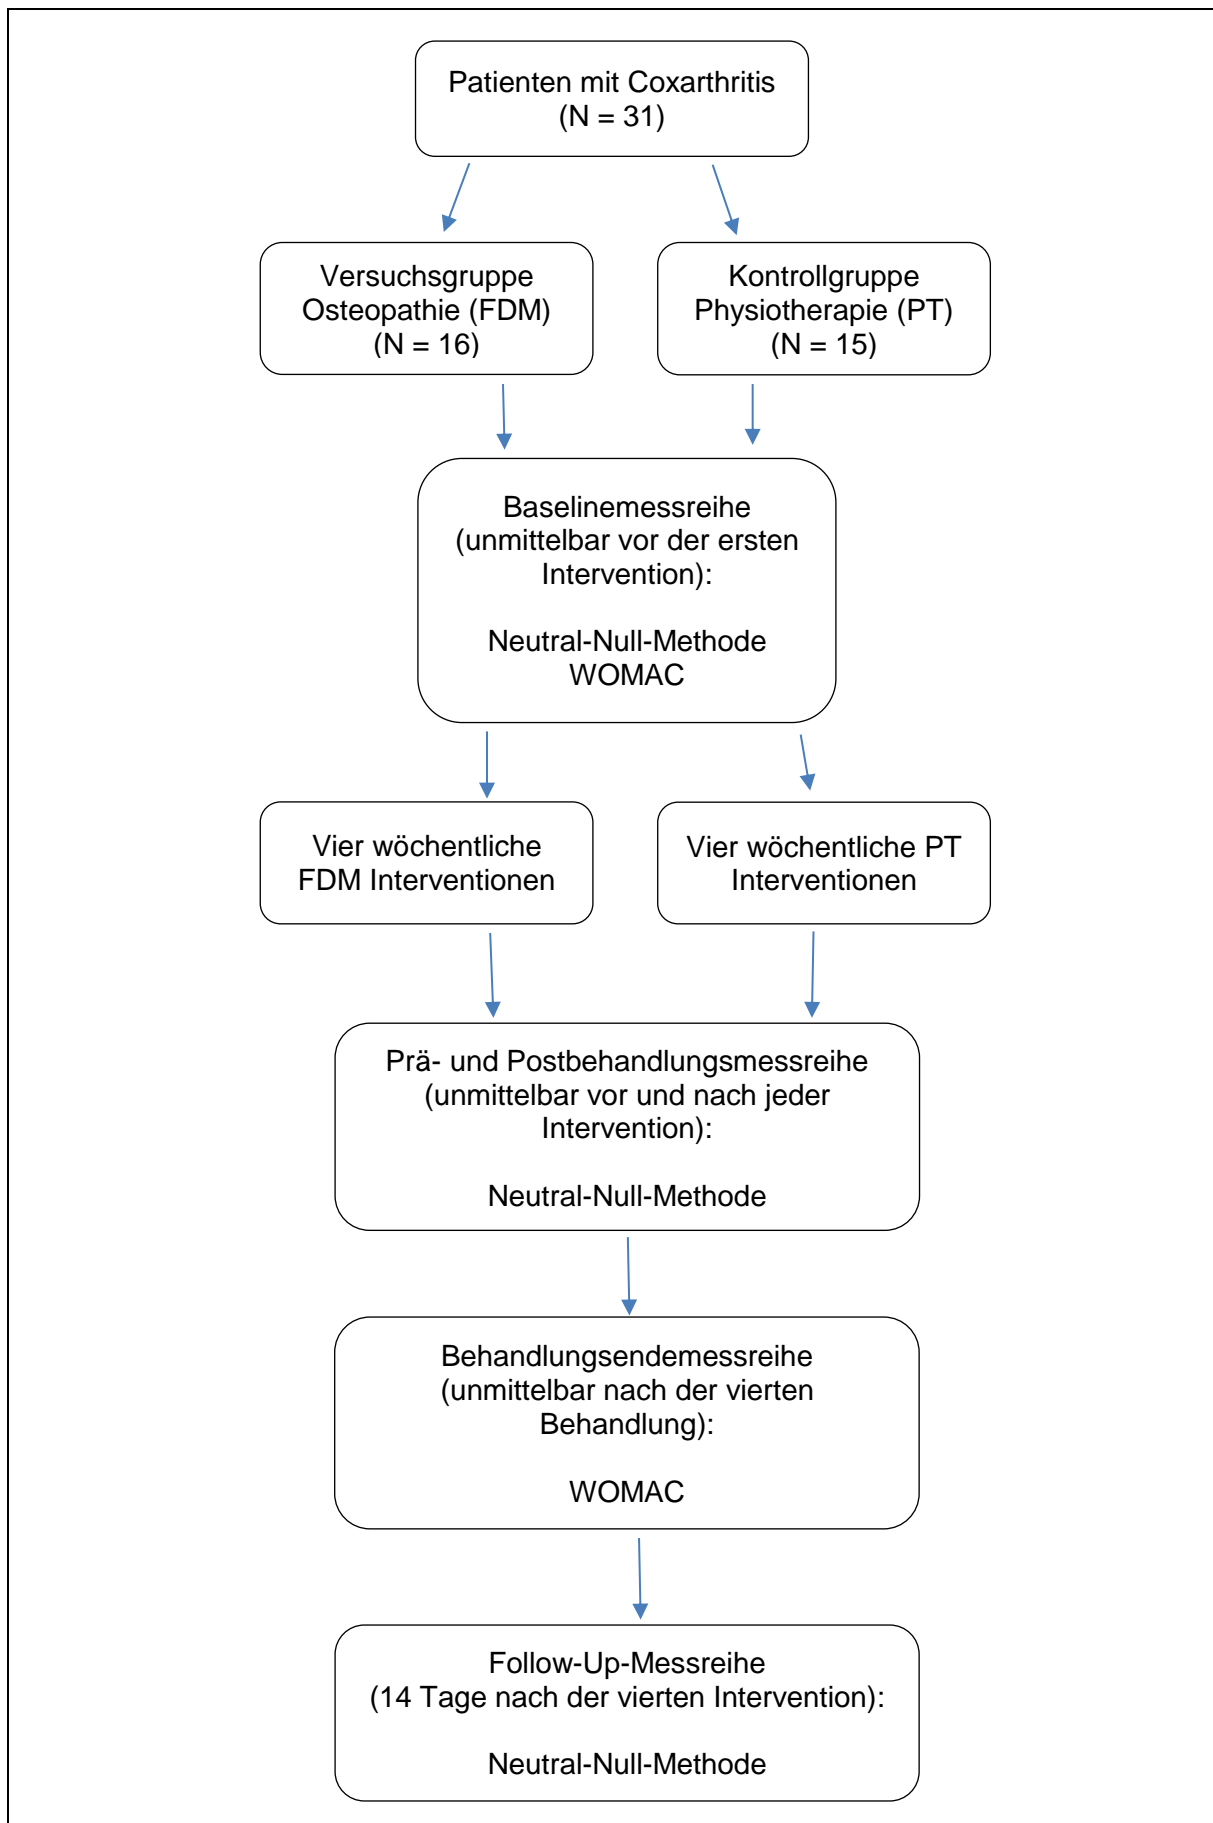 Patienten mit Coxarthritis
(N = 31)
Versuchsgruppe
Osteopathie (FDM)
(N = 16)
Kontrollgruppe
Physiotherapie (PT)
(N = 15)
Baselinemessreihe
(unmittelbar vor der ersten
Intervention):
Neutral-Null-Methode
WOMAC
Vier wöchentliche
FDM Interventionen
Vier wöchentliche PT
Interventionen
Prä- und Postbehandlungsmessreihe
(unmittelbar vor und nach jeder
Intervention):
Neutral-Null-Methode
Behandlungsendemessreihe
(unmittelbar nach der vierten
Behandlung):
WOMAC
Follow-Up-Messreihe
(14 Tage nach der vierten Intervention):
Neutral-Null-Methode